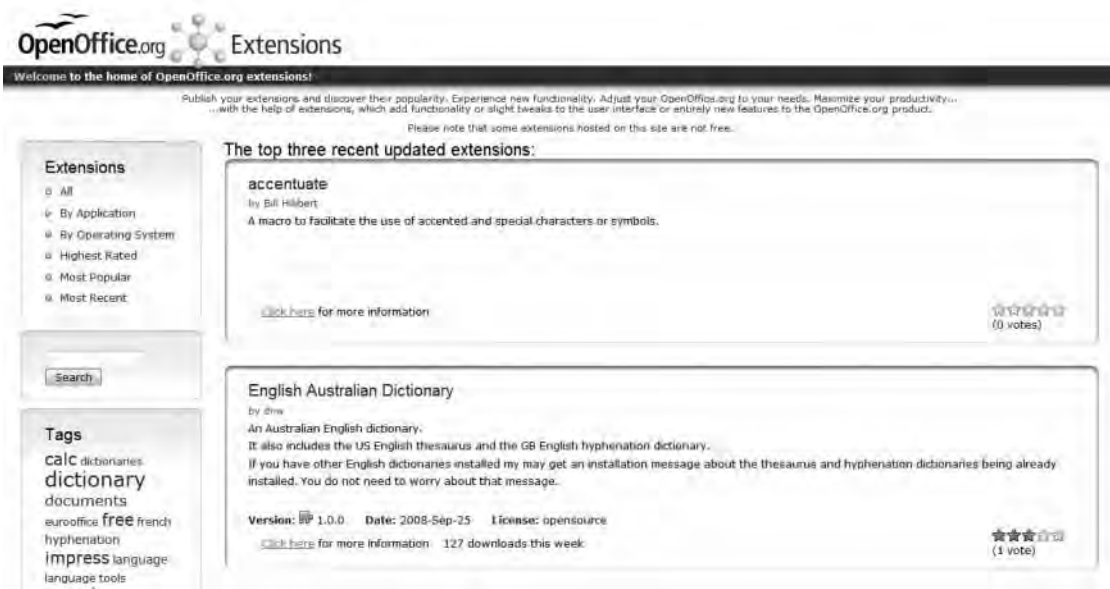 OpenOffice.org Extensions
Welcome to the home of OpenOffice.org extensions!
Publish your extensions and discover their popularity. Experience new functionality. Adjust your OpenOffice.org to your needs. Maximize your productivity...
...with the help of extensions, which add functionality or slight tweaks to the user interface or entirely new features to the OpenOffice.org product.
Please note that some extensions hosted on this site are not free.
Extensions
All
By Application
By Operating System
Highest Rated
Most Popular
Most Recent
Search
Tags
calc dictionaries
dictionary
documents
eurooffice free french
hyphenation
impress language
language tools
The top three recent updated extensions:
accentuate
by Bill Hibbert
A macro to facilitate the use of accented and special characters or symbols.
Click here for more information
(0 votes)
English Australian Dictionary
by
An Australian English dictionary.
It also includes the US English thesaurus and the GB English hyphenation dictionary.
If you have other English dictionaries installed my may get an installation message about the thesaurus and hyphenation dictionaries being already
installed. You do not need to worry about that message.
Version: 1.0.0 Date: 2008-Sep-25 License: opensource
Click here for more information 127 downloads this week
(1 vote)